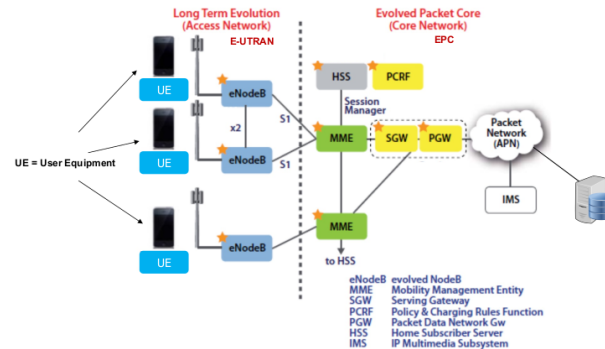 Long Term Evolution
(Access Network)
E-UTRAN
Evolved Packet Core
(Core Network)
EPC
UE
eNodeB
HSS
PCRF
Session
Manager
x2
S1
UE = User Equipment
UE
eNodeB
S1
MME
SGW
PGW
Packet
Network
(APN)
IMS
UE
eNodeB
MME
to HSS
eNodeB evolved NodeB
MME Mobility Management Entity
SGW Serving Gateway
PCRF Policy & Charging Rules Function
PGW Packet Data Network Gw
HSS Home Subscriber Server
IMS IP Multimedia Subsystem